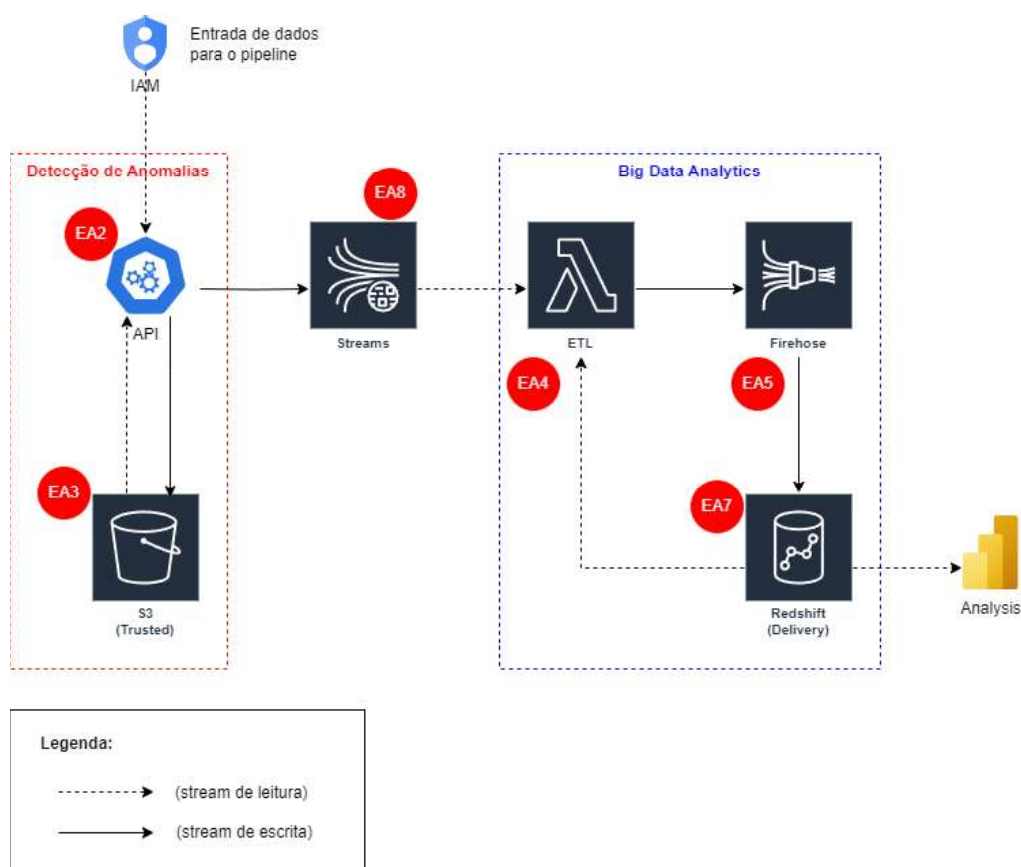 Entrada de dados
para o pipeline
IAM
Detecção de Anomalias
Big Data Analytics
EA8
EA2
API
Streams
ETL
Firehose
EA4
EA5
EA3
EA7
S3
(Trusted)
Redshift
(Delivery)
Analysis
Legenda:
(stream de leitura)
(stream de escrita)